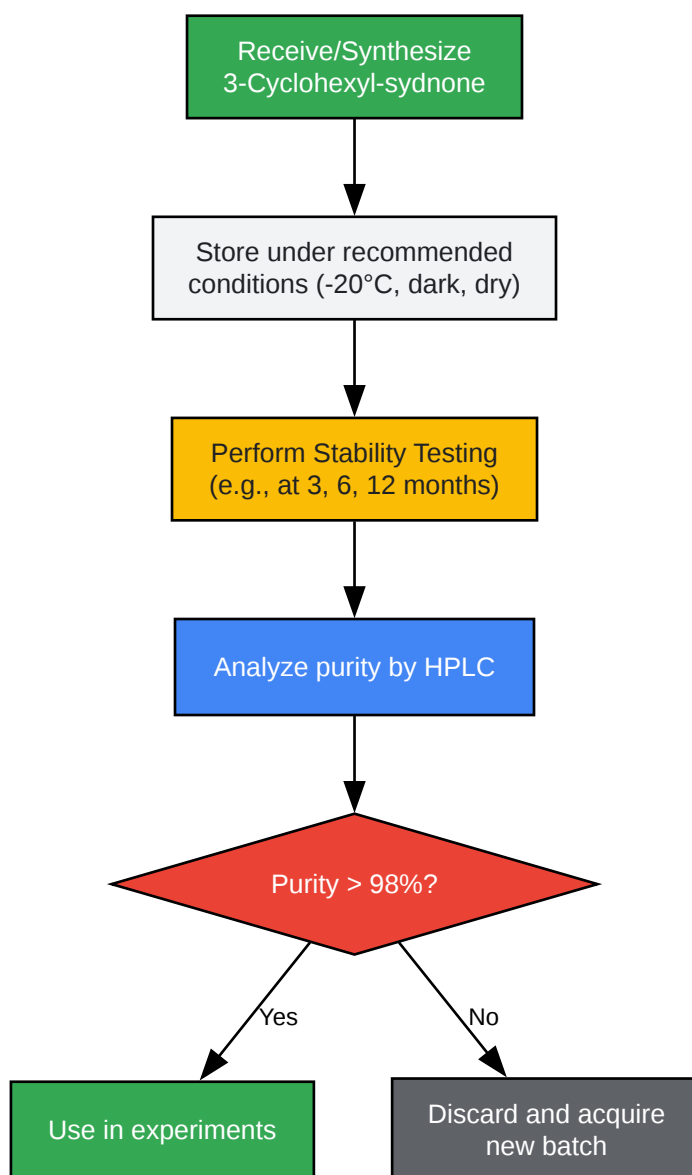 Receive/Synthesize
3-Cyclohexyl-sydnone
Store under recommended
conditions (-20°C, dark, dry)
Perform Stability Testing
(e.g., at 3, 6, 12 months)
Analyze purity by HPLC
Purity > 98%?
Yes
No
Use in experiments
Discard and acquire
new batch